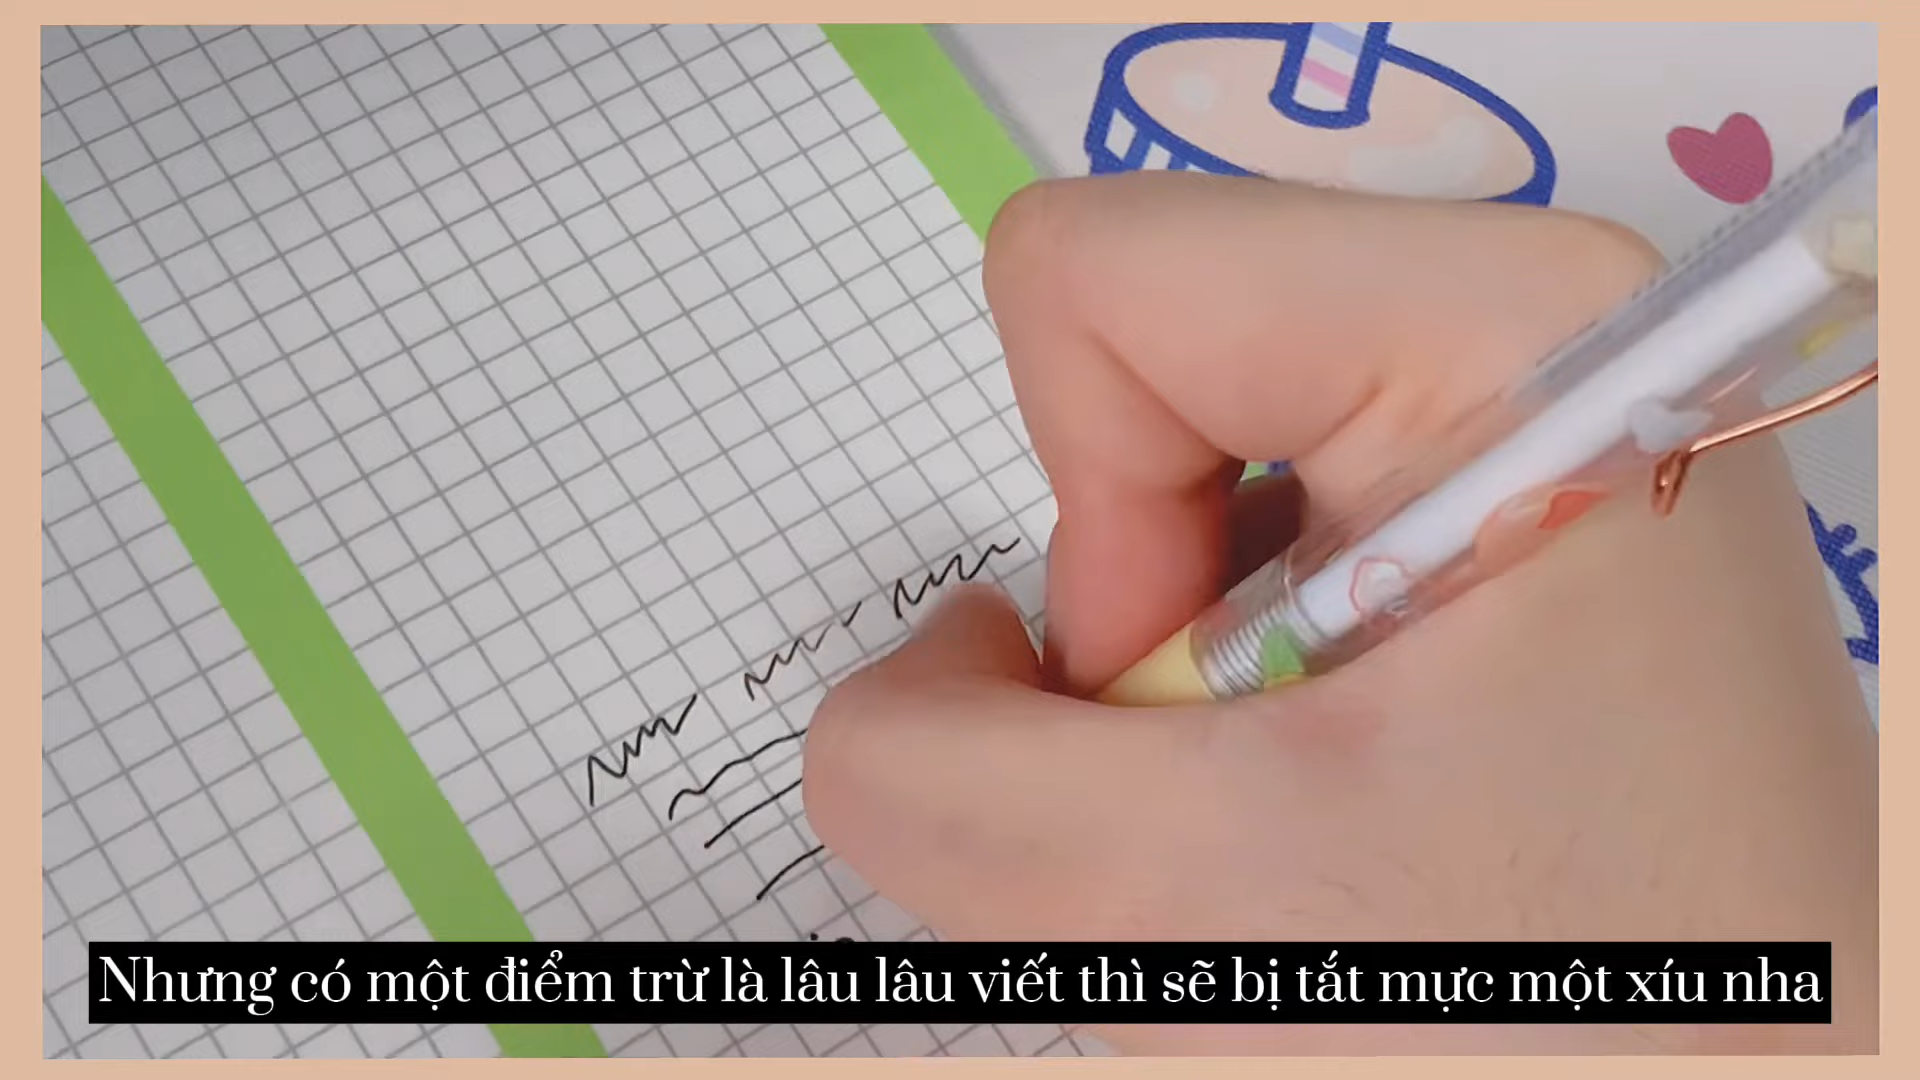 Nhưng có một điểm trừ là lâu lâu viết thì sẽ bị tắt mực một xíu nha